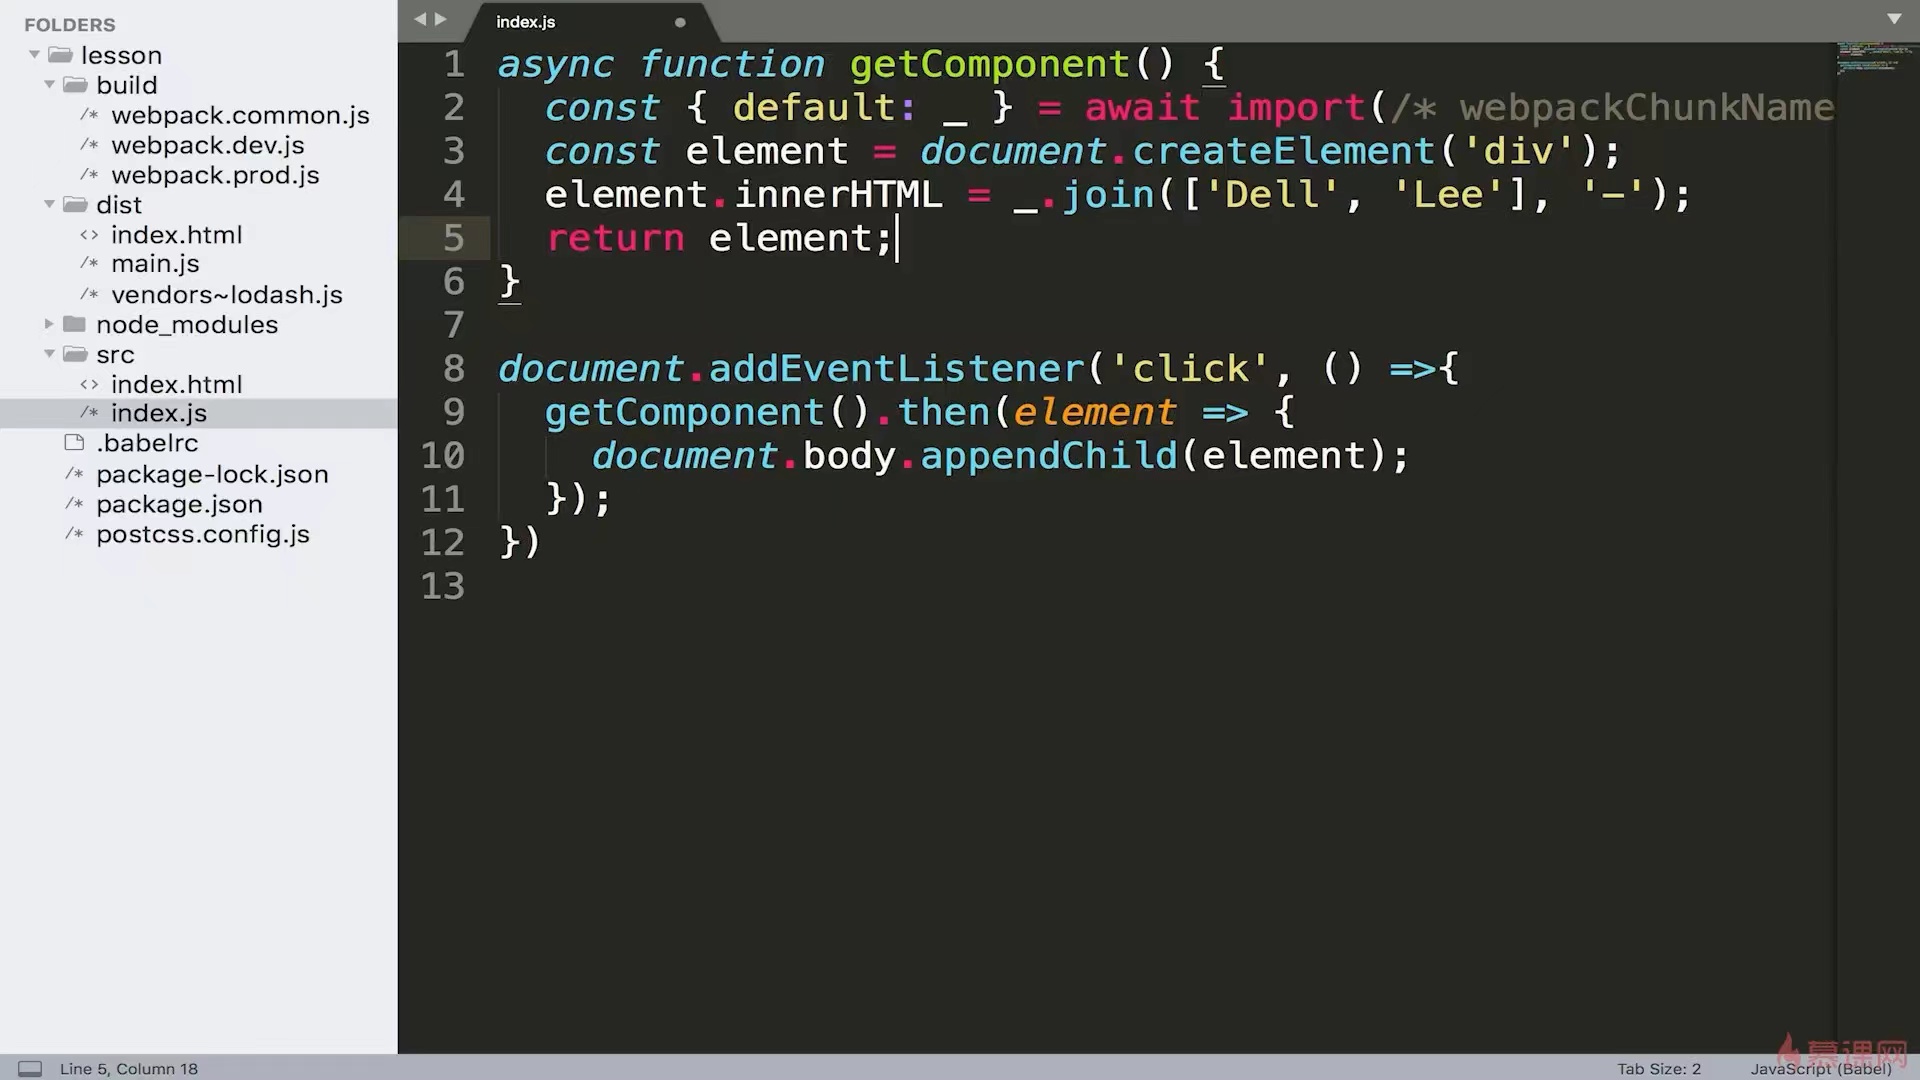 FOLDERS
lesson
build
/* webpack.common.js
/* webpack.dev.js
/* webpack.prod.js
dist
<> index.html
/* main.js
/* vendors~lodash.js
node_modules
src
<> index.html
/* index.js
.babelrc
/* package-lock.json
/* package.json
/* postcss.config.js
index.js
1 async function getComponent() {
2 const { default: _ } = await import(/* webpackChunkName
3 const element = document.createElement('div');
4 element.innerHTML = _.join(['Dell', 'Lee'], '-');
5 return element;
6 }
7
8 document.addEventListener('click', () =>{
9 getComponent().then(element => {
10 document.body.appendChild(element);
11 });
12 })
13
慕课网
Line 5, Column 18
Tab Size: 2
JavaScript (Babel)